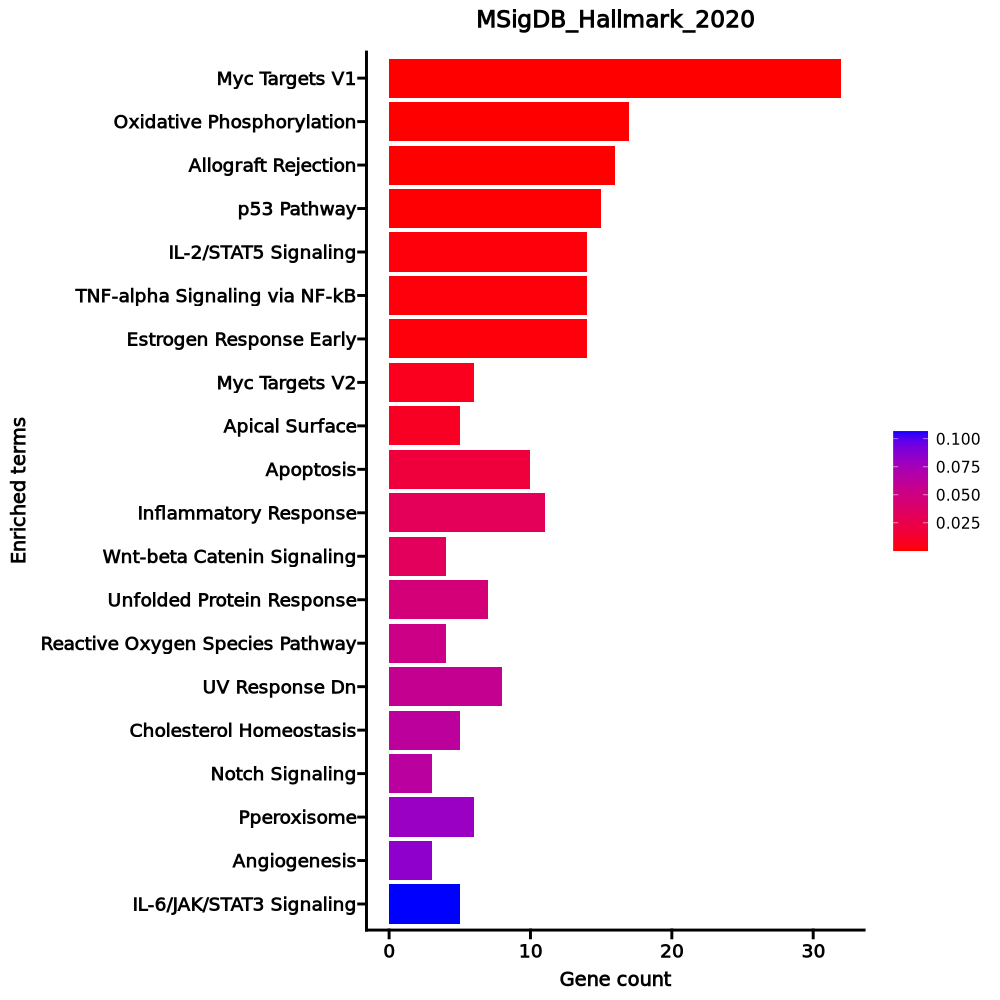 MSigDB_Hallmark_2020
Myc Targets V1
Oxidative Phosphorylation
Allograft Rejection
p53 Pathway
IL-2/STAT5 Signaling
TNF-alpha Signaling via NF-kB
Estrogen Response Early
Myc Targets V2
Apical Surface
Apoptosis
Inflammatory Response
Wnt-beta Catenin Signaling
Unfolded Protein Response
Reactive Oxygen Species Pathway
UV Response Dn
Cholesterol Homeostasis
Notch Signaling
Pperoxisome
Angiogenesis
IL-6/JAK/STAT3 Signaling
Enriched terms
0 10 20 30
Gene count
0.100
0.075
0.050
0.025